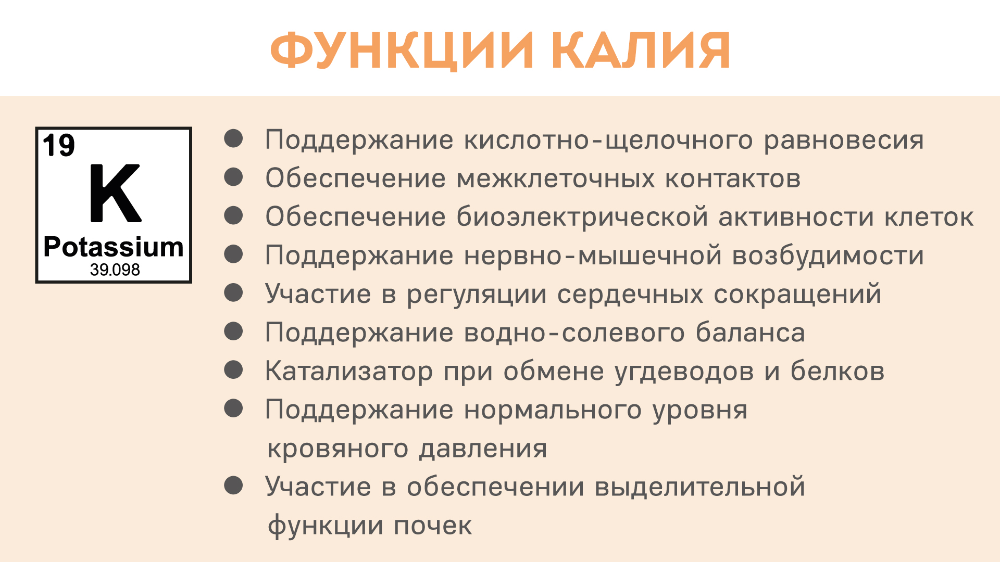 ФУНКЦИИ КАЛИЯ
19
K
Potassium
39.098
● Поддержание кислотно-щелочного равновесия
● Обеспечение межклеточных контактов
● Обеспечение биоэлектрической активности клеток
● Поддержание нервно-мышечной возбудимости
● Участие в регуляции сердечных сокращений
● Поддержание водно-солевого баланса
● Катализатор при обмене угдеводов и белков
● Поддержание нормального уровня
кровяного давления
● Участие в обеспечении выделительной
функции почек